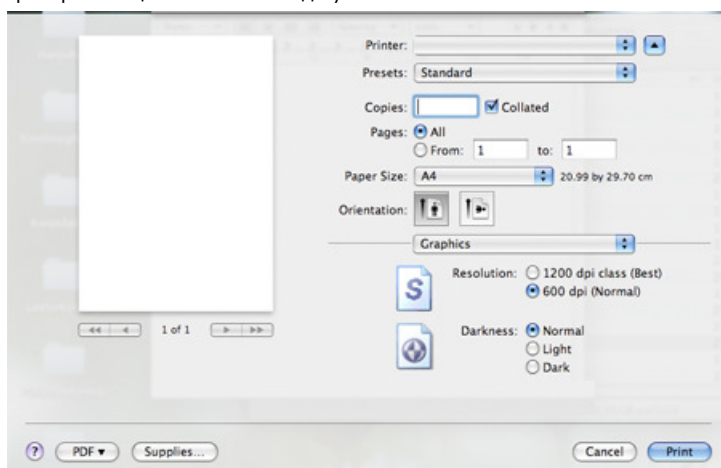 Printer:
Presets: Standard
Copies: Collated
Pages: All
From: 1 to: 1
Paper Size: A4 20.99 by 29.70 cm
Orientation:
Graphics
Resolution: 1200 dpi class (Best)
600 dpi (Normal)
1 of 1
Darkness: Normal
Light
Dark
? PDF Supplies... Cancel Print